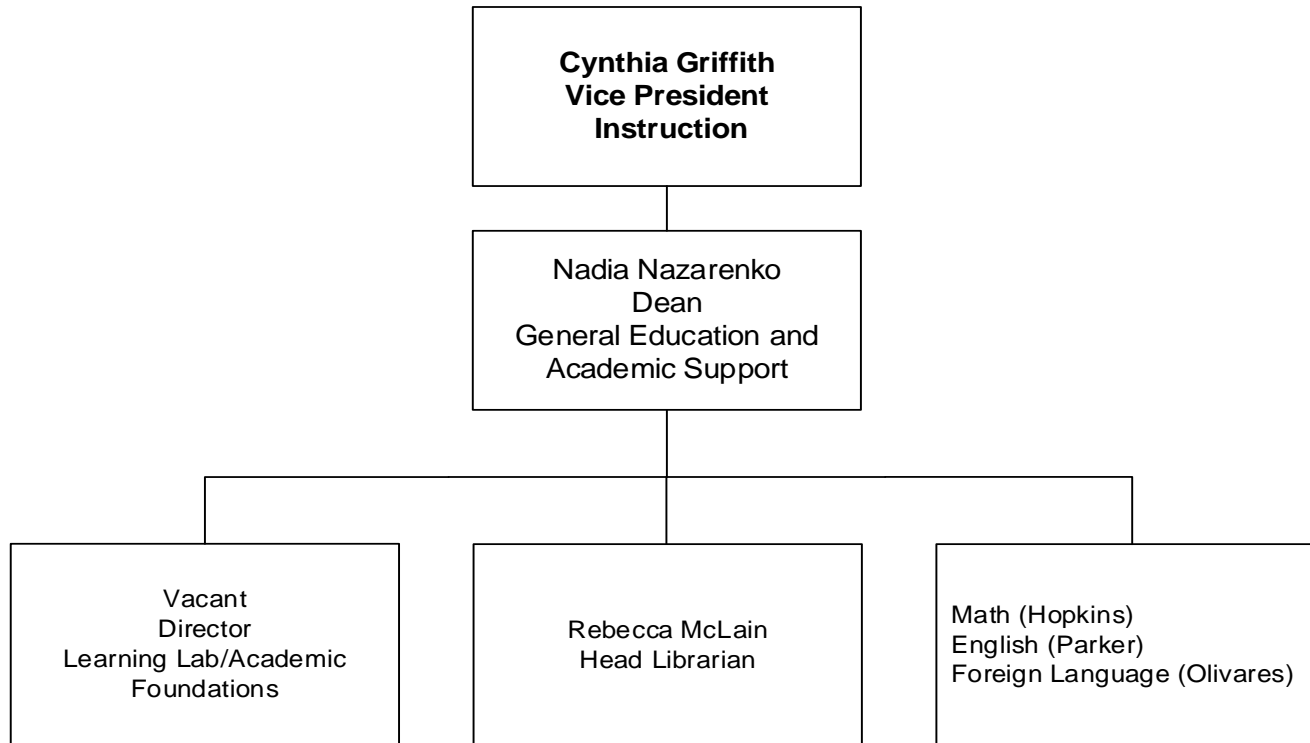 Cynthia Griffith
Vice President
Instruction
Nadia Nazarenko
Dean
General Education and
Academic Support
Vacant
Director
Learning Lab/Academic
Foundations
Rebecca McLain
Head Librarian
Math (Hopkins)
English (Parker)
Foreign Language (Olivares)